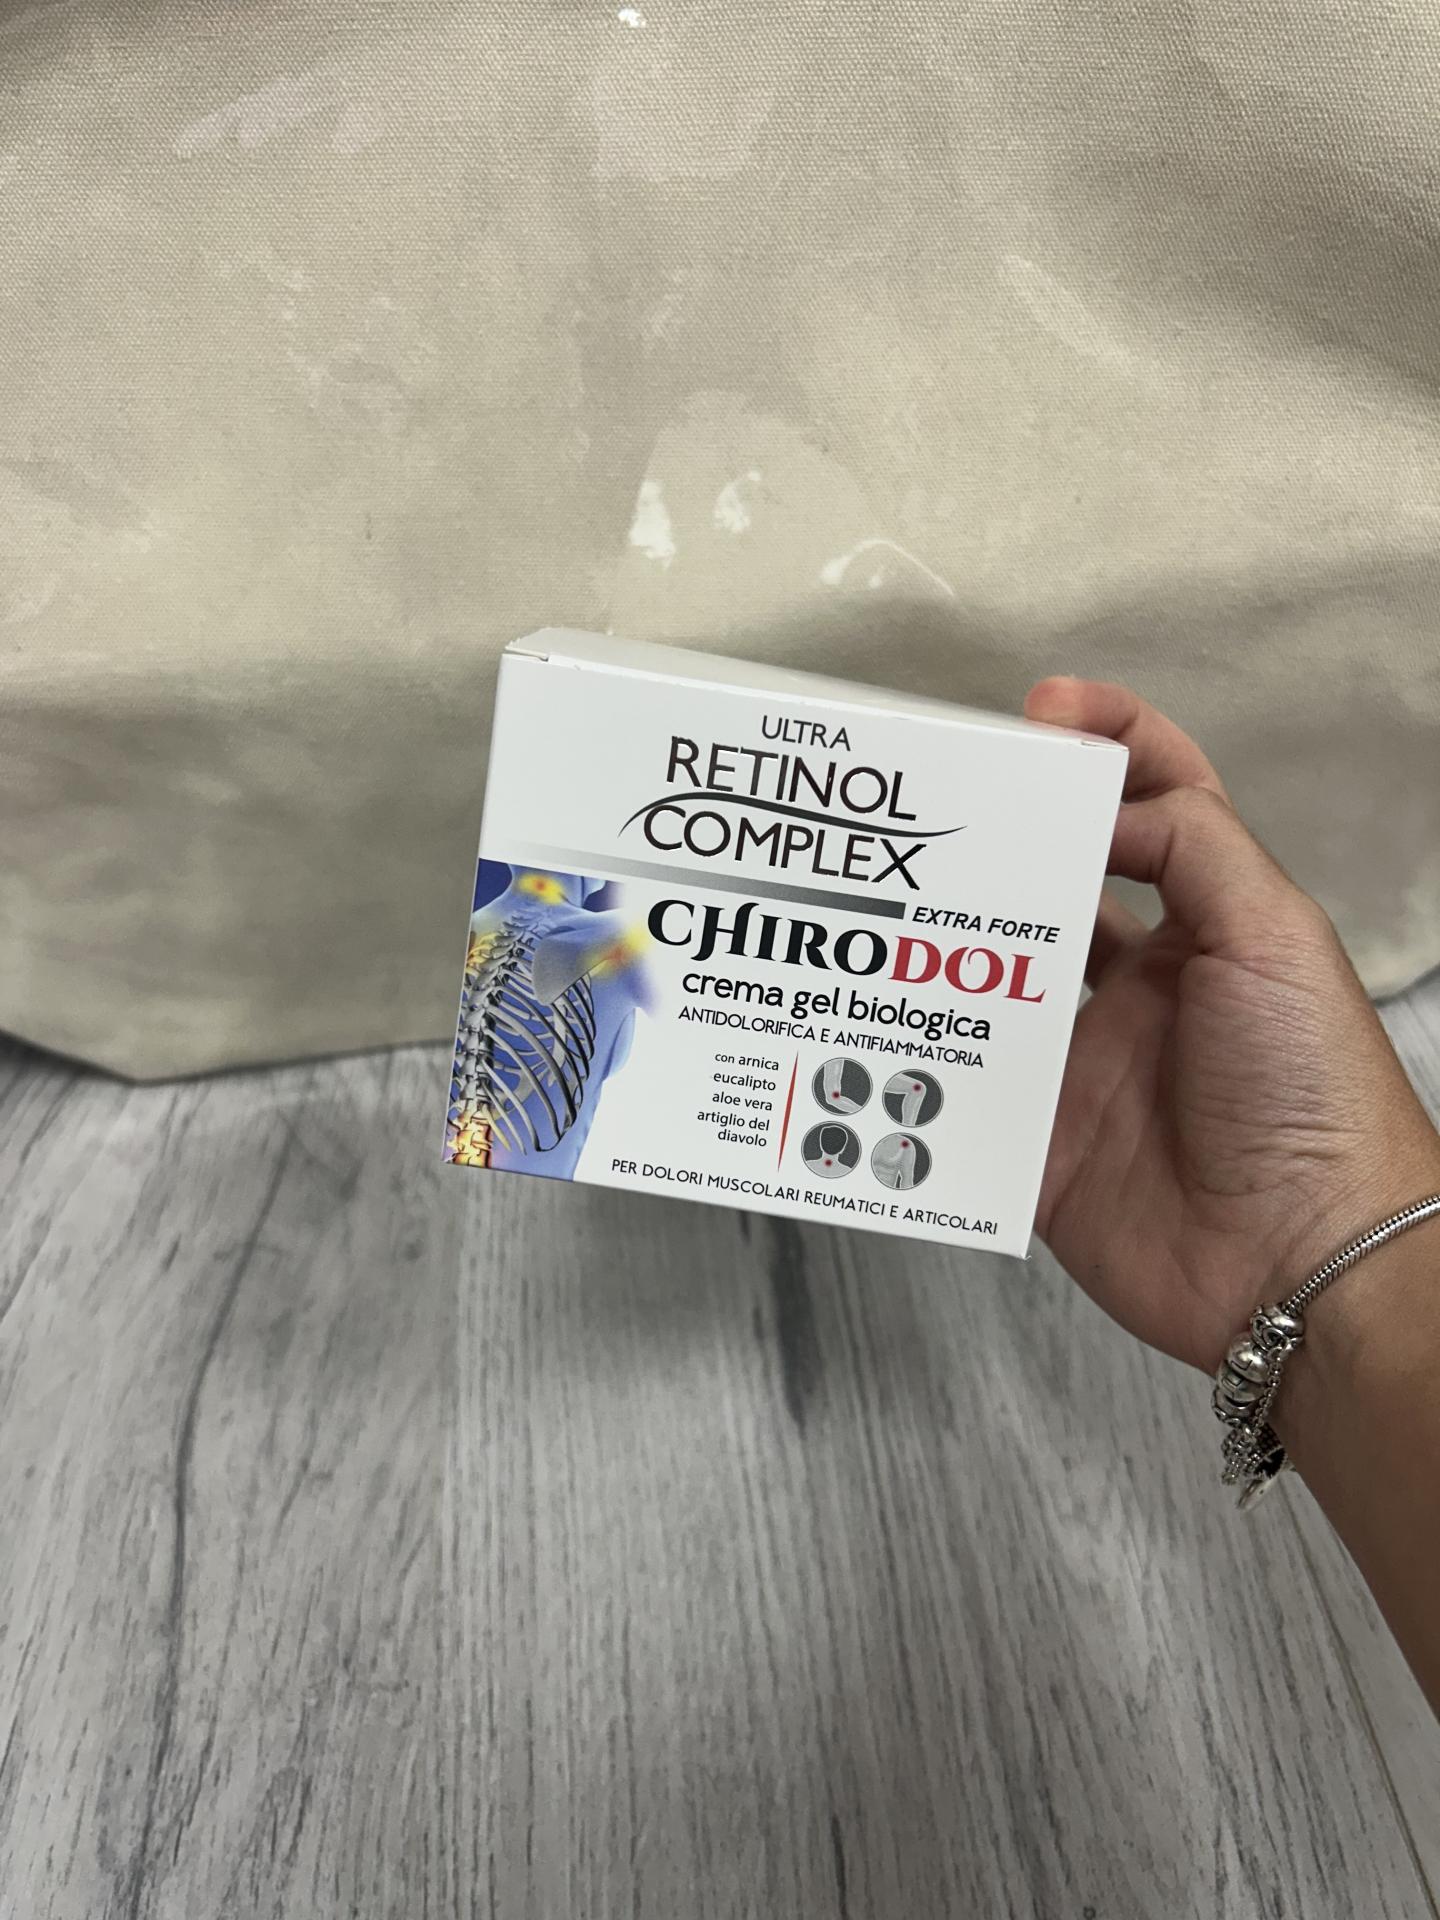 ULTRA
RETINOL
COMPLEX
EXTRA FORTE
CHIRODOL
crema gel biologica
ANTIDOLORIFICA E ANTIFIAMMATORIA
con arnica
eucalipto
aloe vera
artiglio del
diavolo
PER DOLORI MUSCOLARI REUMATICI E ARTICOLARI